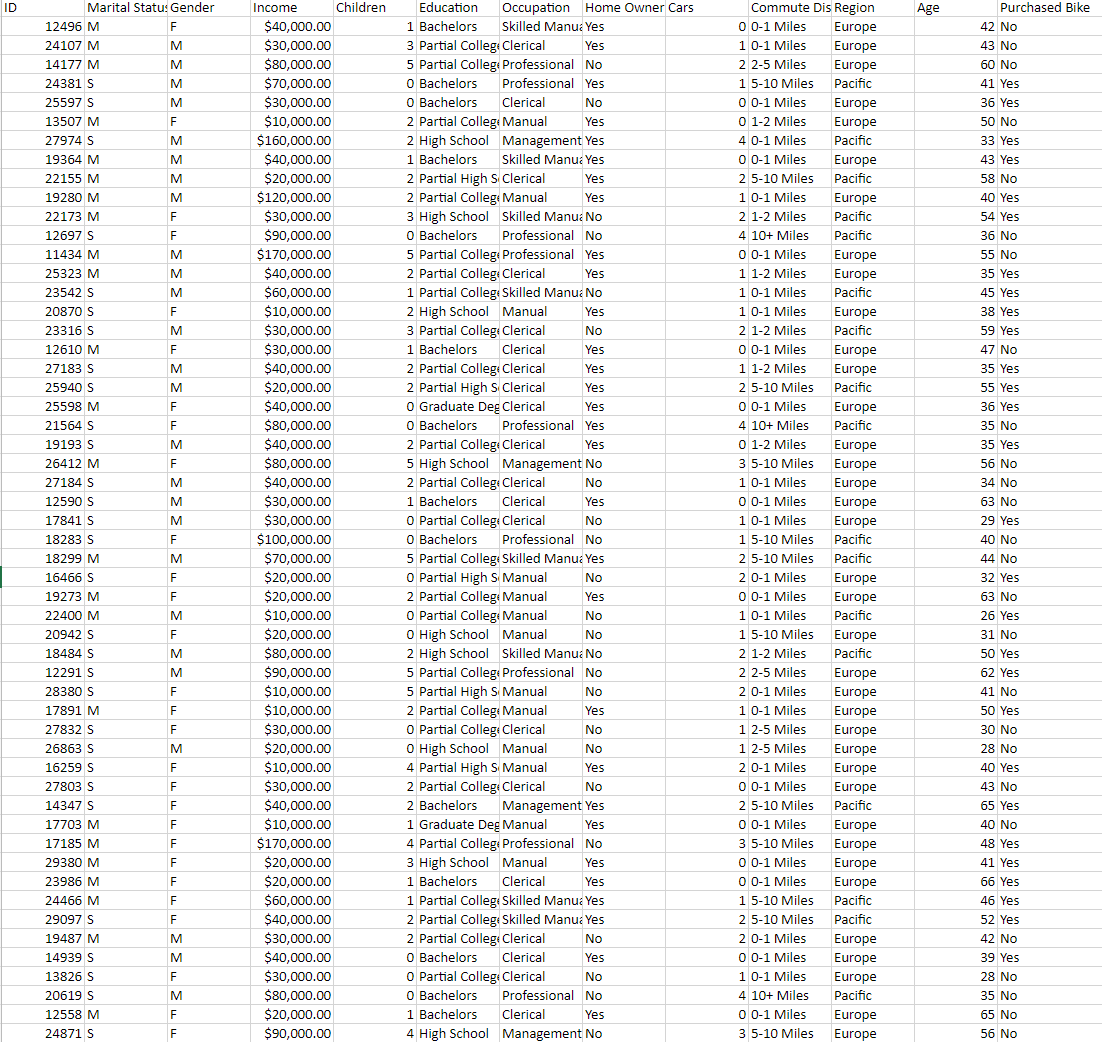 ID Marital Statu Gender Income Children Education Occupation Home Owner Cars Commute Dis Region Age Purchased Bike
12496 M F $40,000.00 1 Bachelors Skilled Manu Yes 0 0-1 Miles Europe 42 No
24107 M M $30,000.00 3 Partial Colleg Clerical Yes 1 0-1 Miles Europe 43 No
14177 M M $80,000.00 5 Partial Colleg Professional No 2 2-5 Miles Europe 60 No
24381 S M $70,000.00 0 Bachelors Professional Yes 1 5-10 Miles Pacific 41 Yes
25597 S M $30,000.00 0 Bachelors Clerical No 0 0-1 Miles Europe 36 Yes
13507 M F $10,000.00 2 Partial Colleg Manual Yes 0 1-2 Miles Europe 50 No
27974 S M $160,000.00 2 High School Management Yes 4 0-1 Miles Pacific 33 Yes
19364 M M $40,000.00 1 Bachelors Skilled Manu Yes 0 0-1 Miles Europe 43 Yes
22155 M M $20,000.00 2 Partial High S Clerical Yes 2 5-10 Miles Pacific 58 No
19280 M M $120,000.00 2 Partial Colleg Manual Yes 1 0-1 Miles Europe 40 Yes
22173 M F $30,000.00 3 High School Skilled Manu No 2 1-2 Miles Pacific 54 Yes
12697 S F $90,000.00 0 Bachelors Professional No 4 10+ Miles Pacific 36 No
11434 M M $170,000.00 5 Partial Colleg Professional Yes 0 0-1 Miles Europe 55 No
25323 M M $40,000.00 2 Partial Colleg Clerical Yes 1 1-2 Miles Europe 35 Yes
23542 S M $60,000.00 1 Partial Colleg Skilled Manu No 1 0-1 Miles Pacific 45 Yes
20870 S F $10,000.00 2 High School Manual Yes 1 0-1 Miles Europe 38 Yes
23316 S M $30,000.00 3 Partial Colleg Clerical No 2 1-2 Miles Pacific 59 Yes
12610 M F $30,000.00 1 Bachelors Clerical Yes 0 0-1 Miles Europe 47 No
27183 S M $40,000.00 2 Partial Colleg Clerical Yes 1 1-2 Miles Europe 35 Yes
25940 S M $20,000.00 2 Partial High S Clerical Yes 2 5-10 Miles Pacific 55 Yes
25598 M F $40,000.00 0 Graduate Deg Clerical Yes 0 0-1 Miles Europe 36 Yes
21564 S F $80,000.00 0 Bachelors Professional Yes 4 10+ Miles Pacific 35 No
19193 S M $40,000.00 2 Partial Colleg Clerical Yes 0 1-2 Miles Europe 35 Yes
26412 M F $80,000.00 5 High School Management No 3 5-10 Miles Europe 56 No
27184 S M $40,000.00 2 Partial Colleg Clerical No 1 0-1 Miles Europe 34 No
12590 S M $30,000.00 1 Bachelors Clerical Yes 0 0-1 Miles Europe 63 No
17841 S M $30,000.00 0 Partial Colleg Clerical No 1 0-1 Miles Europe 29 Yes
18283 S F $100,000.00 0 Bachelors Professional No 1 5-10 Miles Pacific 40 No
18299 M M $70,000.00 5 Partial Colleg Skilled Manu Yes 2 5-10 Miles Pacific 44 No
16466 S F $20,000.00 0 Partial High S Manual No 2 0-1 Miles Europe 32 Yes
19273 M F $20,000.00 2 Partial Colleg Manual Yes 0 0-1 Miles Europe 63 No
22400 M M $10,000.00 0 Partial Colleg Manual No 1 0-1 Miles Pacific 26 Yes
20942 S F $20,000.00 0 High School Manual No 1 5-10 Miles Europe 31 No
18484 S M $80,000.00 2 High School Skilled Manu No 2 1-2 Miles Pacific 50 Yes
12291 S M $90,000.00 5 Partial Colleg Professional No 2 2-5 Miles Europe 62 Yes
28380 S F $10,000.00 5 Partial High S Manual No 2 0-1 Miles Europe 41 No
17891 M F $10,000.00 2 Partial Colleg Manual Yes 1 0-1 Miles Europe 50 Yes
27832 S F $30,000.00 0 Partial Colleg Clerical No 1 2-5 Miles Europe 30 No
26863 S M $20,000.00 0 High School Manual No 1 2-5 Miles Europe 28 No
16259 S F $10,000.00 4 Partial High S Manual Yes 2 0-1 Miles Europe 40 Yes
27803 S F $30,000.00 2 Partial Colleg Clerical No 0 0-1 Miles Europe 43 No
14347 S F $40,000.00 2 Bachelors Management Yes 2 5-10 Miles Pacific 65 Yes
17703 M F $10,000.00 1 Graduate Deg Manual Yes 0 0-1 Miles Europe 40 No
17185 M F $170,000.00 4 Partial Colleg Professional No 3 5-10 Miles Europe 48 Yes
29380 M F $20,000.00 3 High School Manual Yes 0 0-1 Miles Europe 41 Yes
23986 M F $20,000.00 1 Bachelors Clerical Yes 0 0-1 Miles Europe 66 Yes
24466 M F $60,000.00 1 Partial Colleg Skilled Manu Yes 1 5-10 Miles Pacific 46 Yes
29097 S F $40,000.00 2 Partial Colleg Skilled Manu Yes 2 5-10 Miles Pacific 52 Yes
19487 M M $30,000.00 2 Partial Colleg Clerical No 2 0-1 Miles Europe 42 No
14939 S M $40,000.00 0 Bachelors Clerical Yes 0 0-1 Miles Europe 39 Yes
13826 S F $30,000.00 0 Partial Colleg Clerical No 1 0-1 Miles Europe 28 No
20619 S M $80,000.00 0 Bachelors Professional No 4 10+ Miles Pacific 35 No
12558 M F $20,000.00 1 Bachelors Clerical Yes 0 0-1 Miles Europe 65 No
24871 S F $90,000.00 4 High School Management No 3 5-10 Miles Europe 56 No